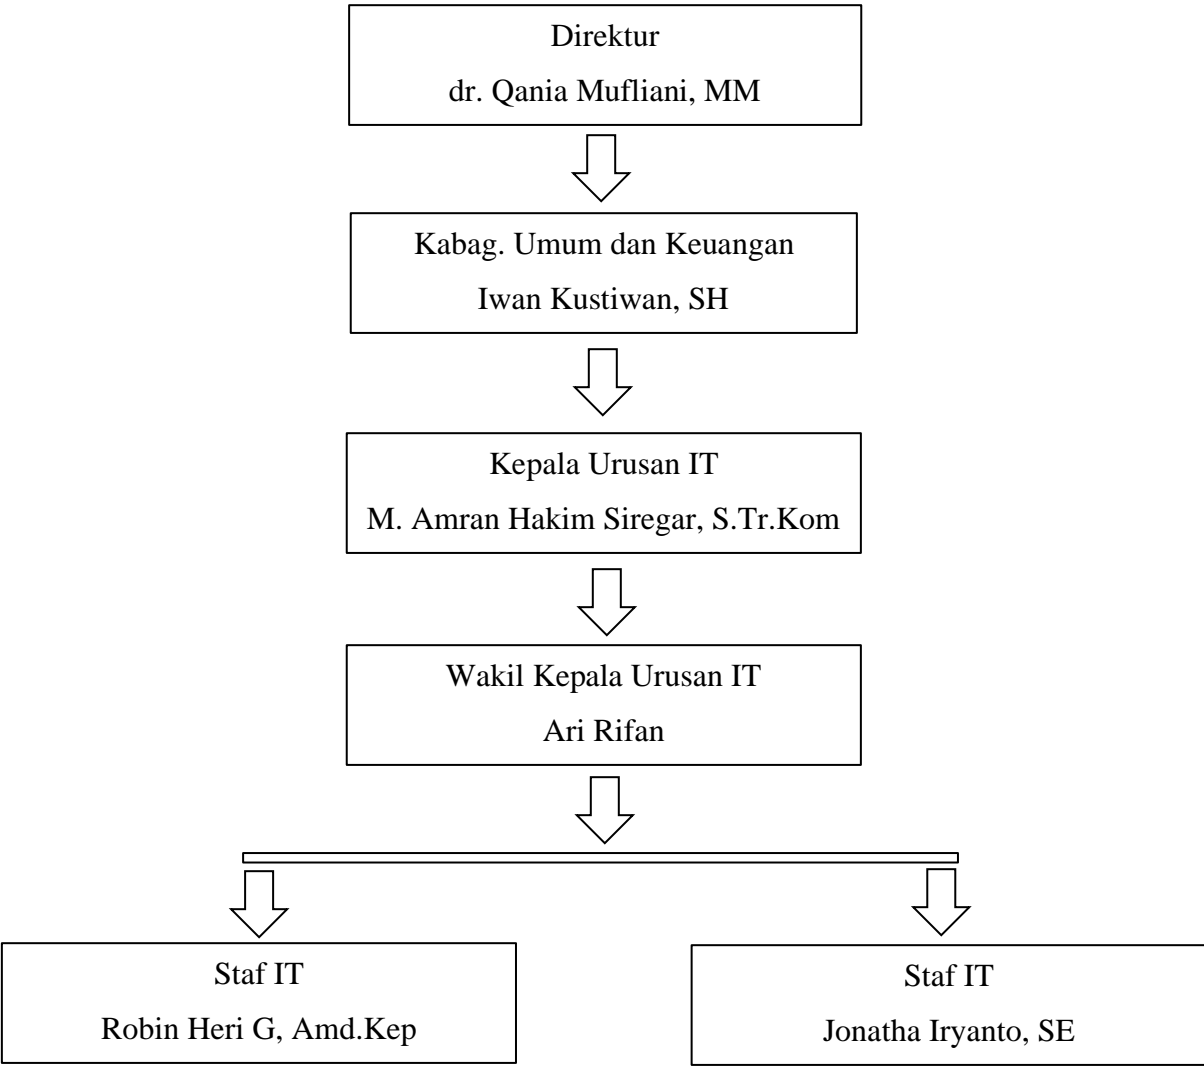 Direktur
dr. Qania Mufliani, MM
Kabag. Umum dan Keuangan
Iwan Kustiwan, SH
Kepala Urusan IT
M. Amran Hakim Siregar, S.Tr.Kom
Wakil Kepala Urusan IT
Ari Rifan
Staf IT
Robin Heri G, Amd.Kep
Staf IT
Jonatha Iryanto, SE